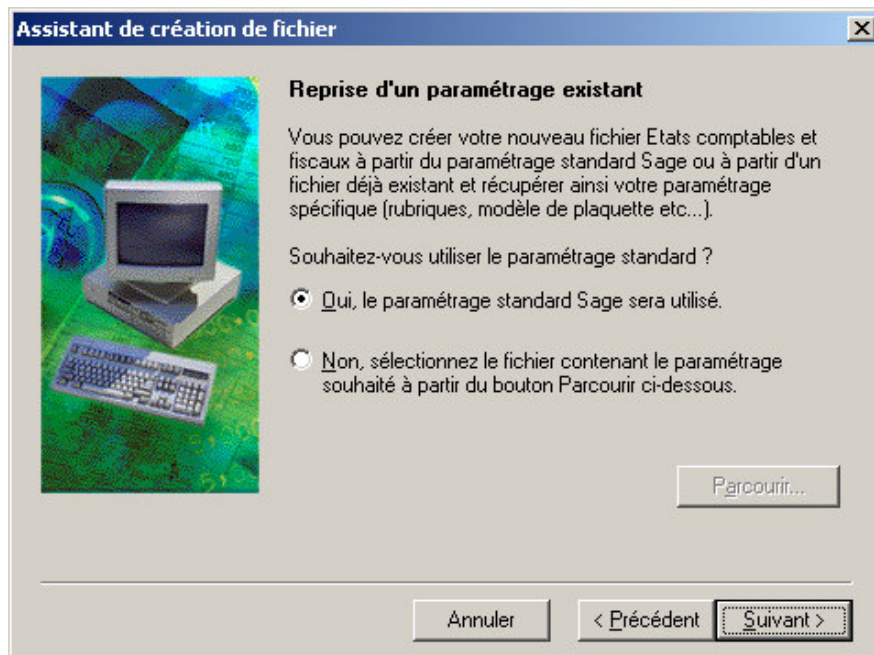 Assistant de création de fichier
Reprise d'un paramétrage existant
Vous pouvez créer votre nouveau fichier Etats comptables et
fiscaux à partir du paramétrage standard Sage ou à partir d'un
fichier déjà existant et récupérer ainsi votre paramétrage
spécifique (rubriques, modèle de plaquette etc...).
Souhaitez-vous utiliser le paramétrage standard ?
Oui, le paramétrage standard Sage sera utilisé.
Non, sélectionnez le fichier contenant le paramétrage
souhaité à partir du bouton Parcourir ci-dessous.
Parcourir...
Annuler
< Précédent
Suivant >